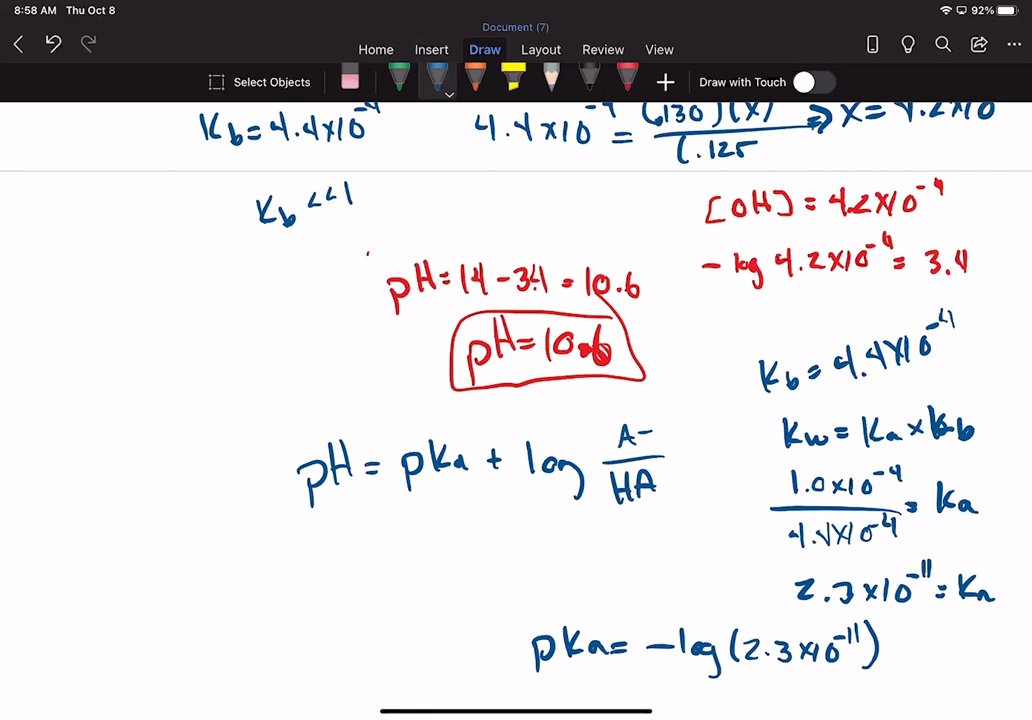 8:58 AM Thu Oct 8
92%
Document (7)
Home Insert Draw Layout Review View
Select Objects
Draw with Touch
Kb = 4.4x10^-4
4.4x10^-4 = (.130)(x) / (.125 => x = 4.2x10
Kb <<1
[OH] = 4.2x10^-4
- log 4.2x10^-4 = 3.4
pH = 14 - 3.4 = 10.6
pH = 10.6
Kb = 4.4x10^-4
Kw = Ka x Kb
pH = pKa + log A- / HA
1.0x10^-4 / 4.4x10^-4 = Ka
2.3x10^-11 = Ka
pKa = -log(2.3x10^-11)